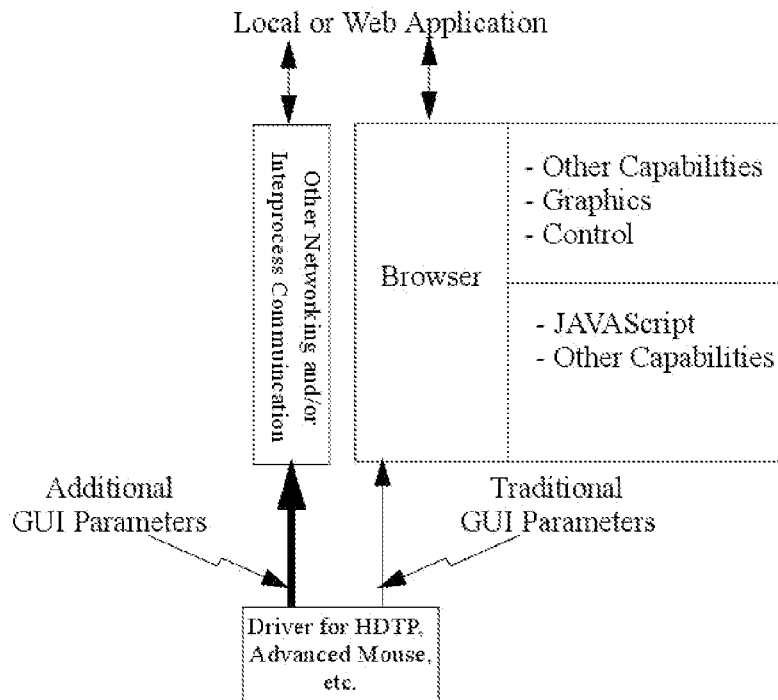 Local or Web Application
Other Networking and/or
Interprocess Commuincation
Browser
- Other Capabilities
- Graphics
- Control
- JAVAScript
- Other Capabilities
Additional
GUI Parameters
Traditional
GUI Parameters
Driver for HDTP,
Advanced Mouse,
etc.